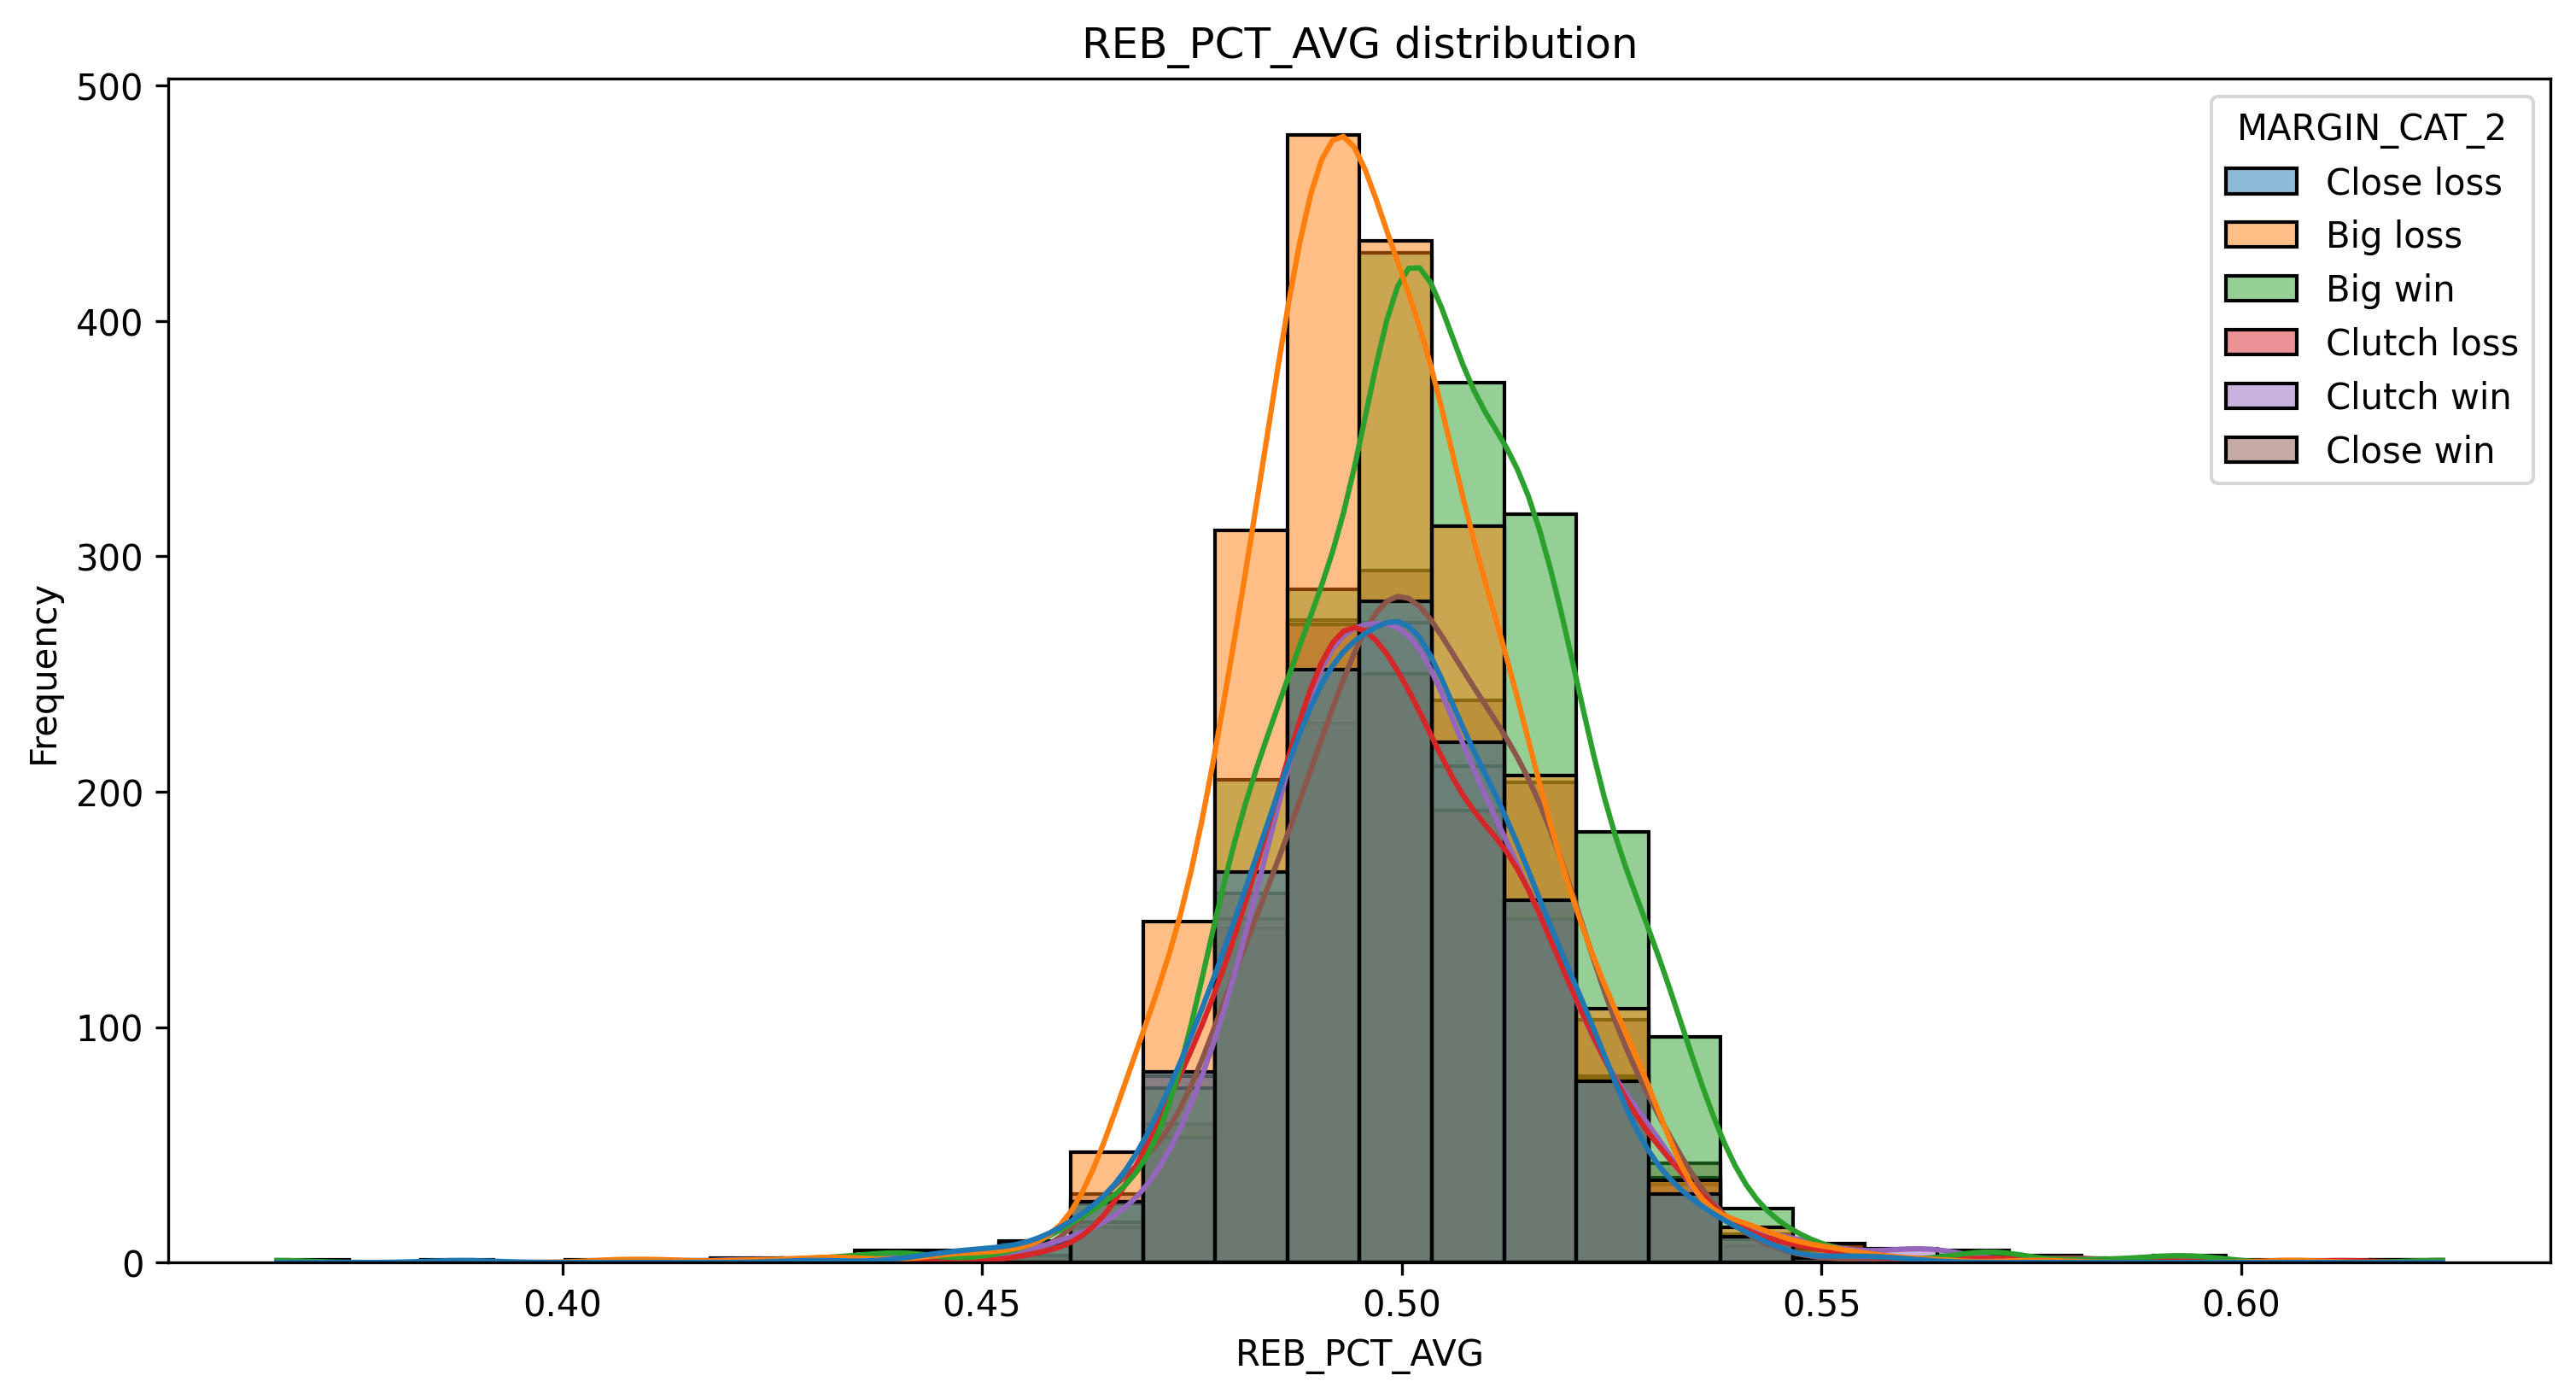 REB_PCT_AVG distribution
500
400
300
200
100
0
Frequency
0.40
0.45
0.50
0.55
0.60
REB_PCT_AVG
MARGIN_CAT_2
Close loss
Big loss
Big win
Clutch loss
Clutch win
Close win